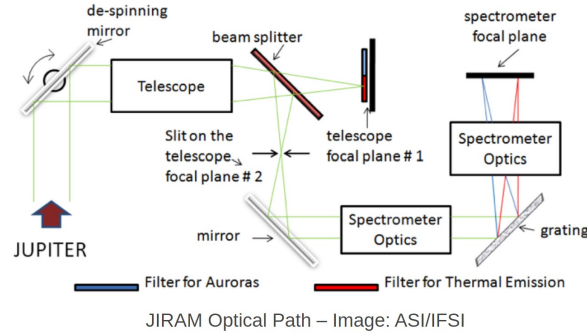 de-spinning
mirror
beam splitter
spectrometer
focal plane
Telescope
Slit on the
telescope
focal plane # 2
telescope
focal plane # 1
Spectrometer
Optics
JUPITER
mirror
Spectrometer
Optics
grating
Filter for Auroras
Filter for Thermal Emission
JIRAM Optical Path – Image: ASI/IFSI